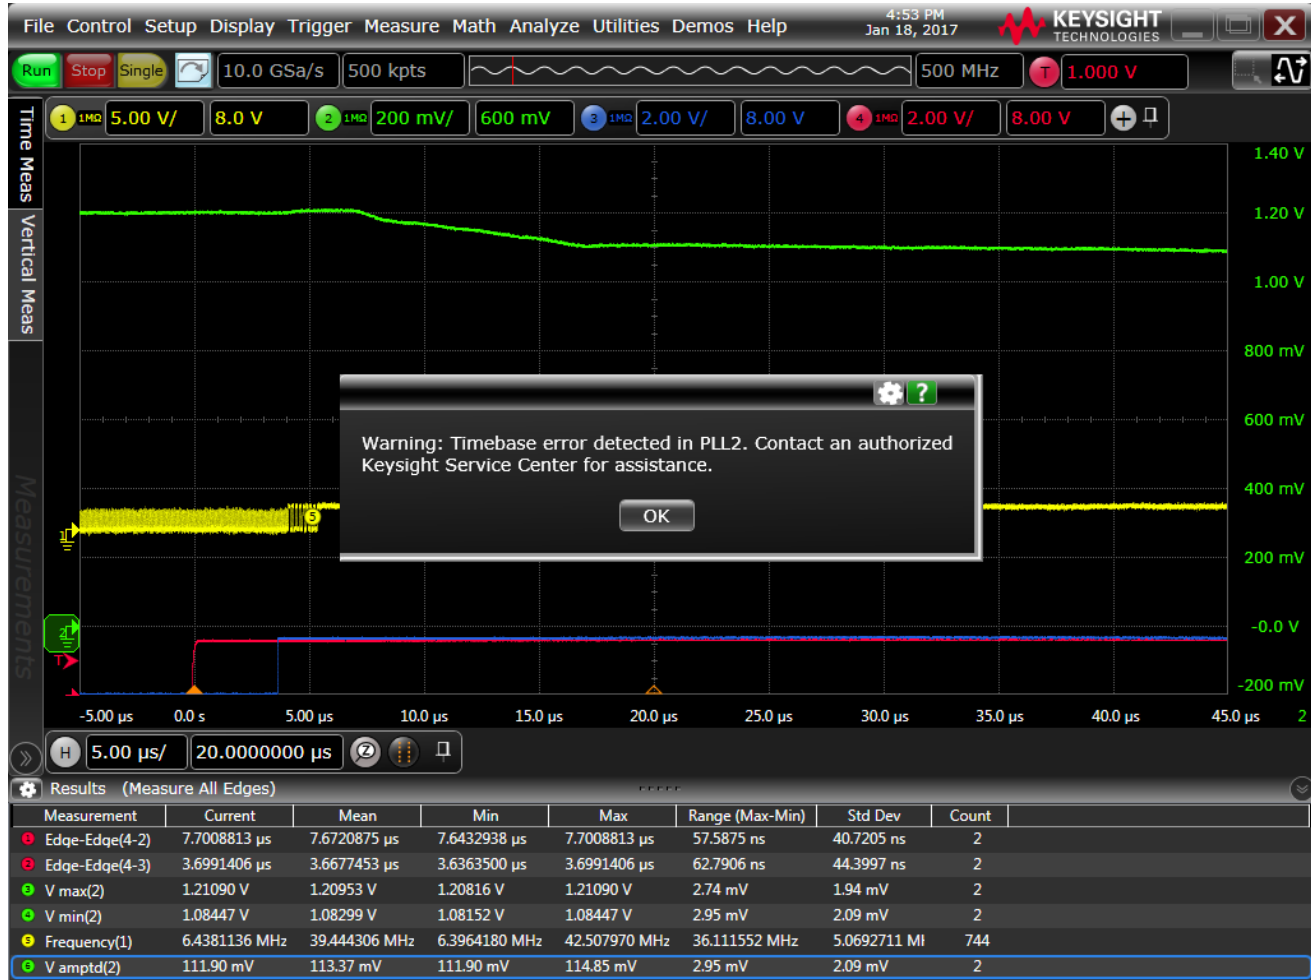 File Control Setup Display Trigger Measure Math Analyze Utilities Demos Help
4:53 PM
Jan 18, 2017
KEYSIGHT
TECHNOLOGIES
Run Stop Single 10.0 GSa/s 500 kpts 500 MHz T 1.000 V
1 1MΩ 5.00 V/ 8.0 V 2 1MΩ 200 mV/ 600 mV 3 1MΩ 2.00 V/ 8.00 V 4 1MΩ 2.00 V/ 8.00 V
Time Meas
Vertical Meas
Measurements
1.40 V
1.20 V
1.00 V
800 mV
600 mV
400 mV
200 mV
-0.0 V
-200 mV
Warning: Timebase error detected in PLL2. Contact an authorized
Keysight Service Center for assistance.
OK
5
1
2
T
-5.00 µs 0.0 s 5.00 µs 10.0 µs 15.0 µs 20.0 µs 25.0 µs 30.0 µs 35.0 µs 40.0 µs 45.0 µs 2
H 5.00 µs/ 20.0000000 µs Z
Results (Measure All Edges)
Measurement Current Mean Min Max Range (Max-Min) Std Dev Count
1 Edge-Edge(4-2) 7.7008813 µs 7.6720875 µs 7.6432938 µs 7.7008813 µs 57.5875 ns 40.7205 ns 2
2 Edge-Edge(4-3) 3.6991406 µs 3.6677453 µs 3.6363500 µs 3.6991406 µs 62.7906 ns 44.3997 ns 2
3 V max(2) 1.21090 V 1.20953 V 1.20816 V 1.21090 V 2.74 mV 1.94 mV 2
4 V min(2) 1.08447 V 1.08299 V 1.08152 V 1.08447 V 2.95 mV 2.09 mV 2
5 Frequency(1) 6.4381136 MHz 39.444306 MHz 6.3964180 MHz 42.507970 MHz 36.111552 MHz 5.0692711 MH 744
6 V amptd(2) 111.90 mV 113.37 mV 111.90 mV 114.85 mV 2.95 mV 2.09 mV 2